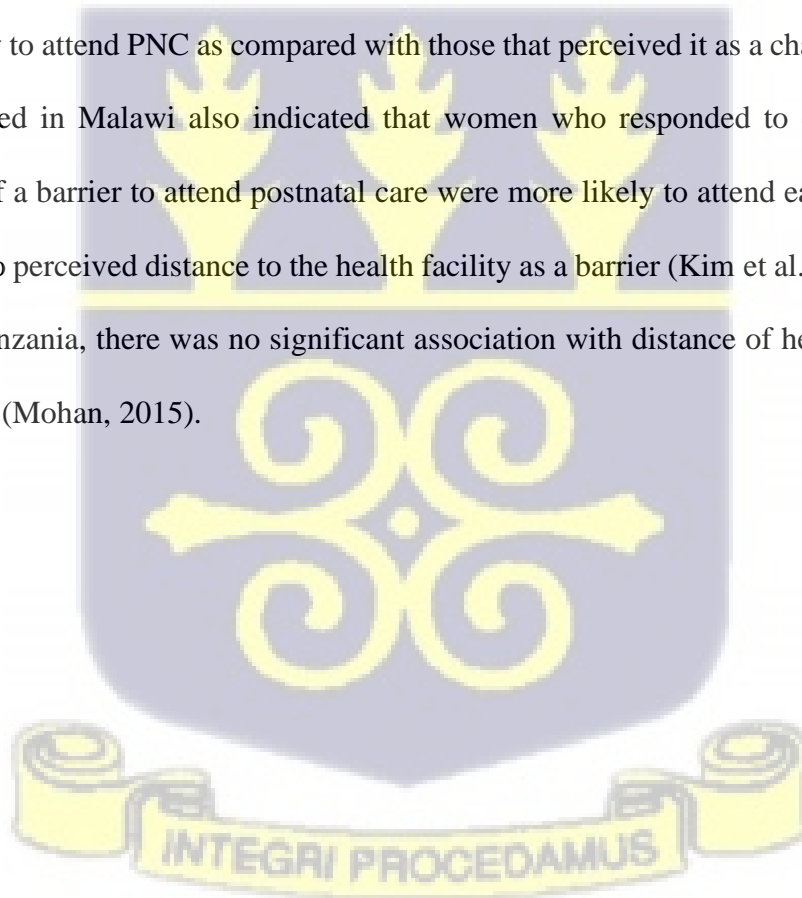 to attend PNC as compared with those that perceived it as a cha
ed in Malawi also indicated that women who responded to
f a barrier to attend postnatal care were more likely to attend ea
perceived distance to the health facility as a barrier (Kim et al.
nzania, there was no significant association with distance of he
(Mohan, 2015).
INTEGRI PROCEDAMUS